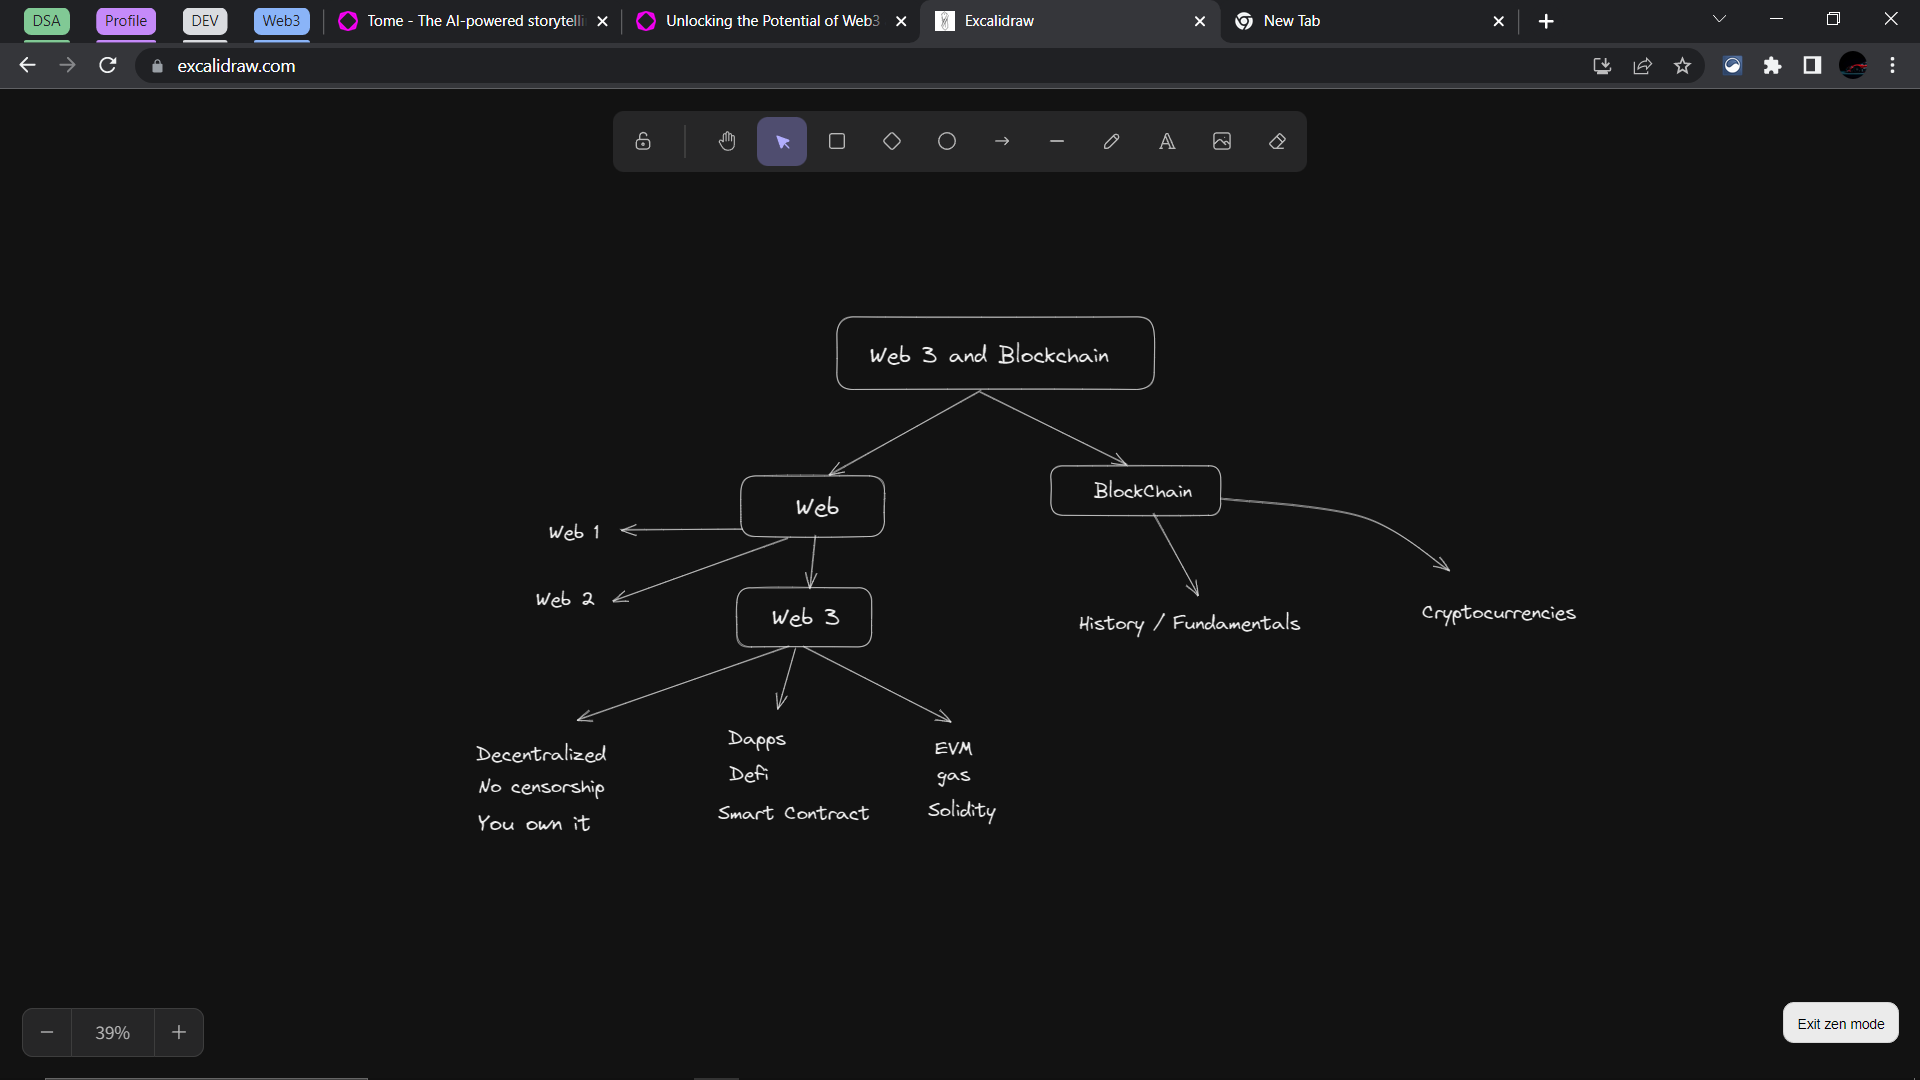 DSA
Profile
DEV
Web3
Tome - The AI-powered storytelli
Unlocking the Potential of Web3
Excalidraw
New Tab
excalidraw.com
A
Web 3 and Blockchain
Web
BlockChain
Web 1
Web 2
Web 3
History / Fundamentals
Cryptocurrencies
Decentralized
No censorship
You own it
Dapps
Defi
Smart Contract
EVM
gas
Solidity
39%
Exit zen mode